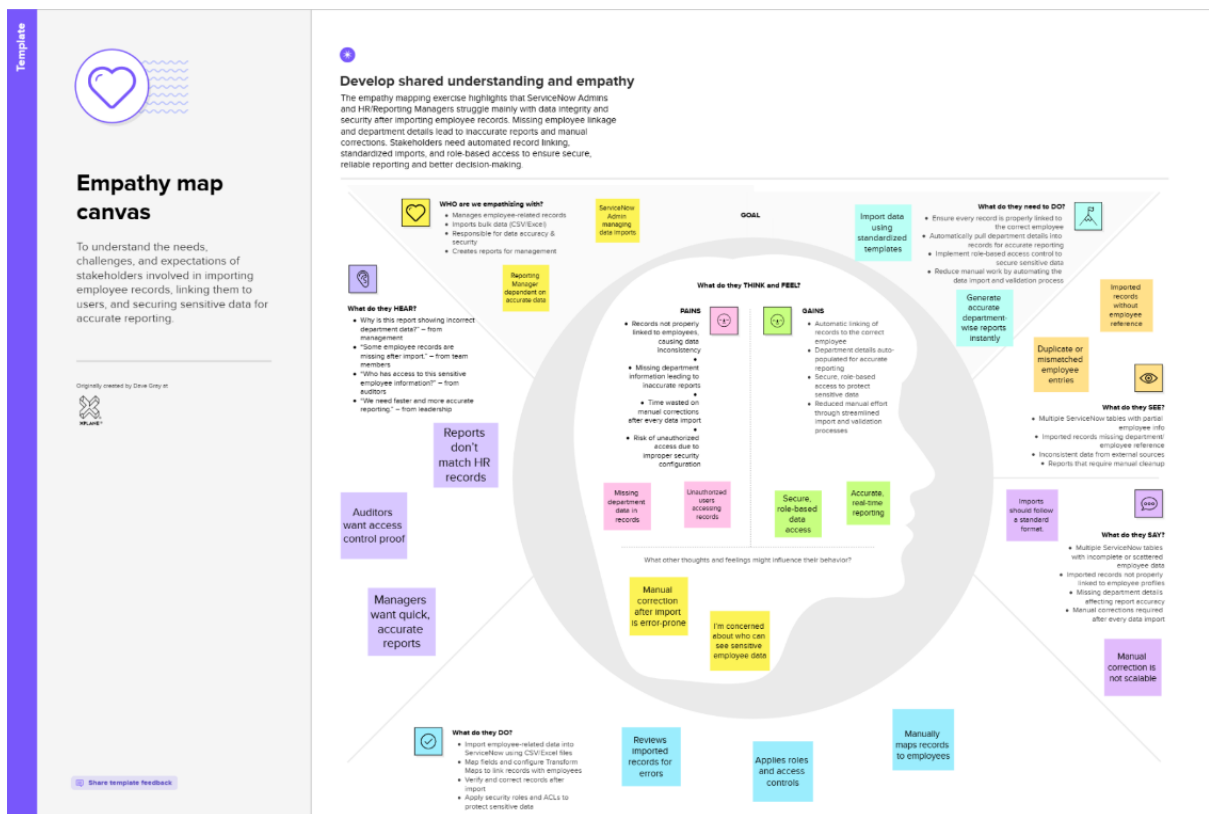 Template
Empathy map
canvas
To understand the needs,
challenges, and expectations of
stakeholders involved in importing
employee records, linking them to
users, and securing sensitive data for
accurate reporting.
Originally created by Dave Gray at
XPLANE
Share template feedback
Develop shared understanding and empathy
The empathy mapping exercise highlights that ServiceNow Admins
and HR/Reporting Managers struggle mainly with data integrity and
security after importing employee records. Missing employee linkage
and department details lead to inaccurate reports and manual
corrections. Stakeholders need automated record linking,
standardized imports, and role-based access to ensure secure,
reliable reporting and better decision-making.
WHO are we empathizing with?
• Manages employee-related records
• Imports bulk data (CSV/Excel)
• Responsible for data accuracy &
security
• Creates reports for management
ServiceNow
Admin
managing
data imports
Reporting
Manager
dependent on
accurate data
GOAL
Import data
using
standardized
templates
What do they need to DO?
• Ensure every record is properly linked to
the correct employee
• Automatically pull department details into
records for accurate reporting
• Implement role-based access control to
secure sensitive data
• Reduce manual work by automating the
data import and validation process
Generate
accurate
department-
wise reports
instantly
Imported
records
without
employee
reference
Duplicate or
mismatched
employee
entries
What do they SEE?
• Multiple ServiceNow tables with partial
employee info
• Imported records missing department/
employee reference
• Inconsistent data from external sources
• Reports that require manual cleanup
Imports
should follow
a standard
format.
What do they SAY?
• Multiple ServiceNow tables
with incomplete or scattered
employee data
• Imported records not properly
linked to employee profiles
• Missing department details
affecting report accuracy
• Manual corrections required
after every data import
Manual
correction is
not scalable
What do they HEAR?
• Why is this report showing incorrect
department data?" – from
management
• "Some employee records are
missing after import." – from team
members
• "Who has access to this sensitive
employee information?" – from
auditors
• "We need faster and more accurate
reporting." – from leadership
Reports
don't
match HR
records
Auditors
want access
control proof
Managers
want quick,
accurate
reports
What do they THINK and FEEL?
PAINS
• Records not properly
linked to employees,
causing data
inconsistency
•
• Missing department
information leading to
inaccurate reports
•
• Time wasted on
manual corrections
after every data import
•
• Risk of unauthorized
access due to
improper security
configuration
GAINS
• Automatic linking of
records to the correct
employee
• Department details auto-
populated for accurate
reporting
• Secure, role-based
access to protect
sensitive data
• Reduced manual effort
through streamlined
import and validation
processes
Missing
department
data in
records
Unauthorized
users
accessing
records
Secure,
role-based
data
access
Accurate,
real-time
reporting
What other thoughts and feelings might influence their behavior?
Manual
correction
after import
is error-prone
I'm concerned
about who can
see sensitive
employee data
What do they DO?
• Import employee-related data into
ServiceNow using CSV/Excel files
• Map fields and configure Transform
Maps to link records with employees
• Verify and correct records after
import
• Apply security roles and ACLs to
protect sensitive data
Reviews
imported
records for
errors
Applies roles
and access
controls
Manually
maps records
to employees